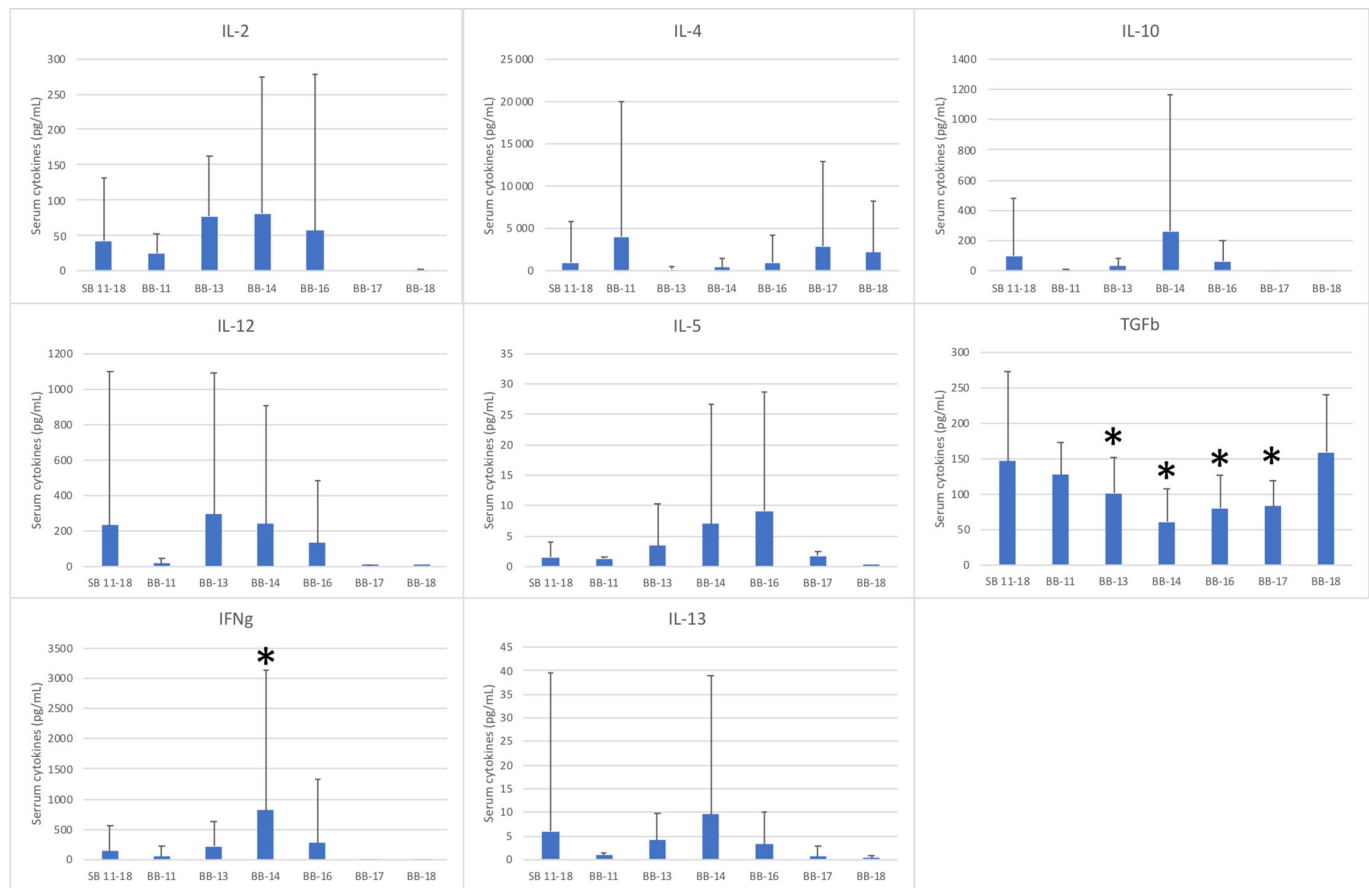 IL-2
Serum cytokines (pg/mL)
300
250
200
150
100
50
0
SB 11-18 BB-11 BB-13 BB-14 BB-16 BB-17 BB-18
IL-4
Serum cytokines (pg/mL)
25 000
20 000
15 000
10 000
5 000
0
SB 11-18 BB-11 BB-13 BB-14 BB-16 BB-17 BB-18
IL-10
Serum cytokines (pg/mL)
1400
1200
1000
800
600
400
200
0
SB 11-18 BB-11 BB-13 BB-14 BB-16 BB-17 BB-18
IL-12
Serum cytokines (pg/mL)
1200
1000
800
600
400
200
0
SB 11-18 BB-11 BB-13 BB-14 BB-16 BB-17 BB-18
IL-5
Serum cytokines (pg/mL)
35
30
25
20
15
10
5
0
SB 11-18 BB-11 BB-13 BB-14 BB-16 BB-17 BB-18
TGFb
Serum cytokines (pg/mL)
300
250
200
150
100
50
0
* * * *
SB 11-18 BB-11 BB-13 BB-14 BB-16 BB-17 BB-18
IFNg
Serrum cytokines (pg/mL)
3500
3000
2500
2000
1500
1000
500
0
*
SB 11-18 BB-11 BB-13 BB-14 BB-16 BB-17 BB-18
IL-13
Serum cytokines (pg/mL)
45
40
35
30
25
20
15
10
5
0
SB 11-18 BB-11 BB-13 BB-14 BB-16 BB-17 BB-18